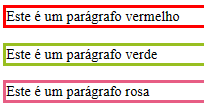 Este é um parágrafo vermelho
Este é um parágrafo verde
Este é um parágrafo rosa